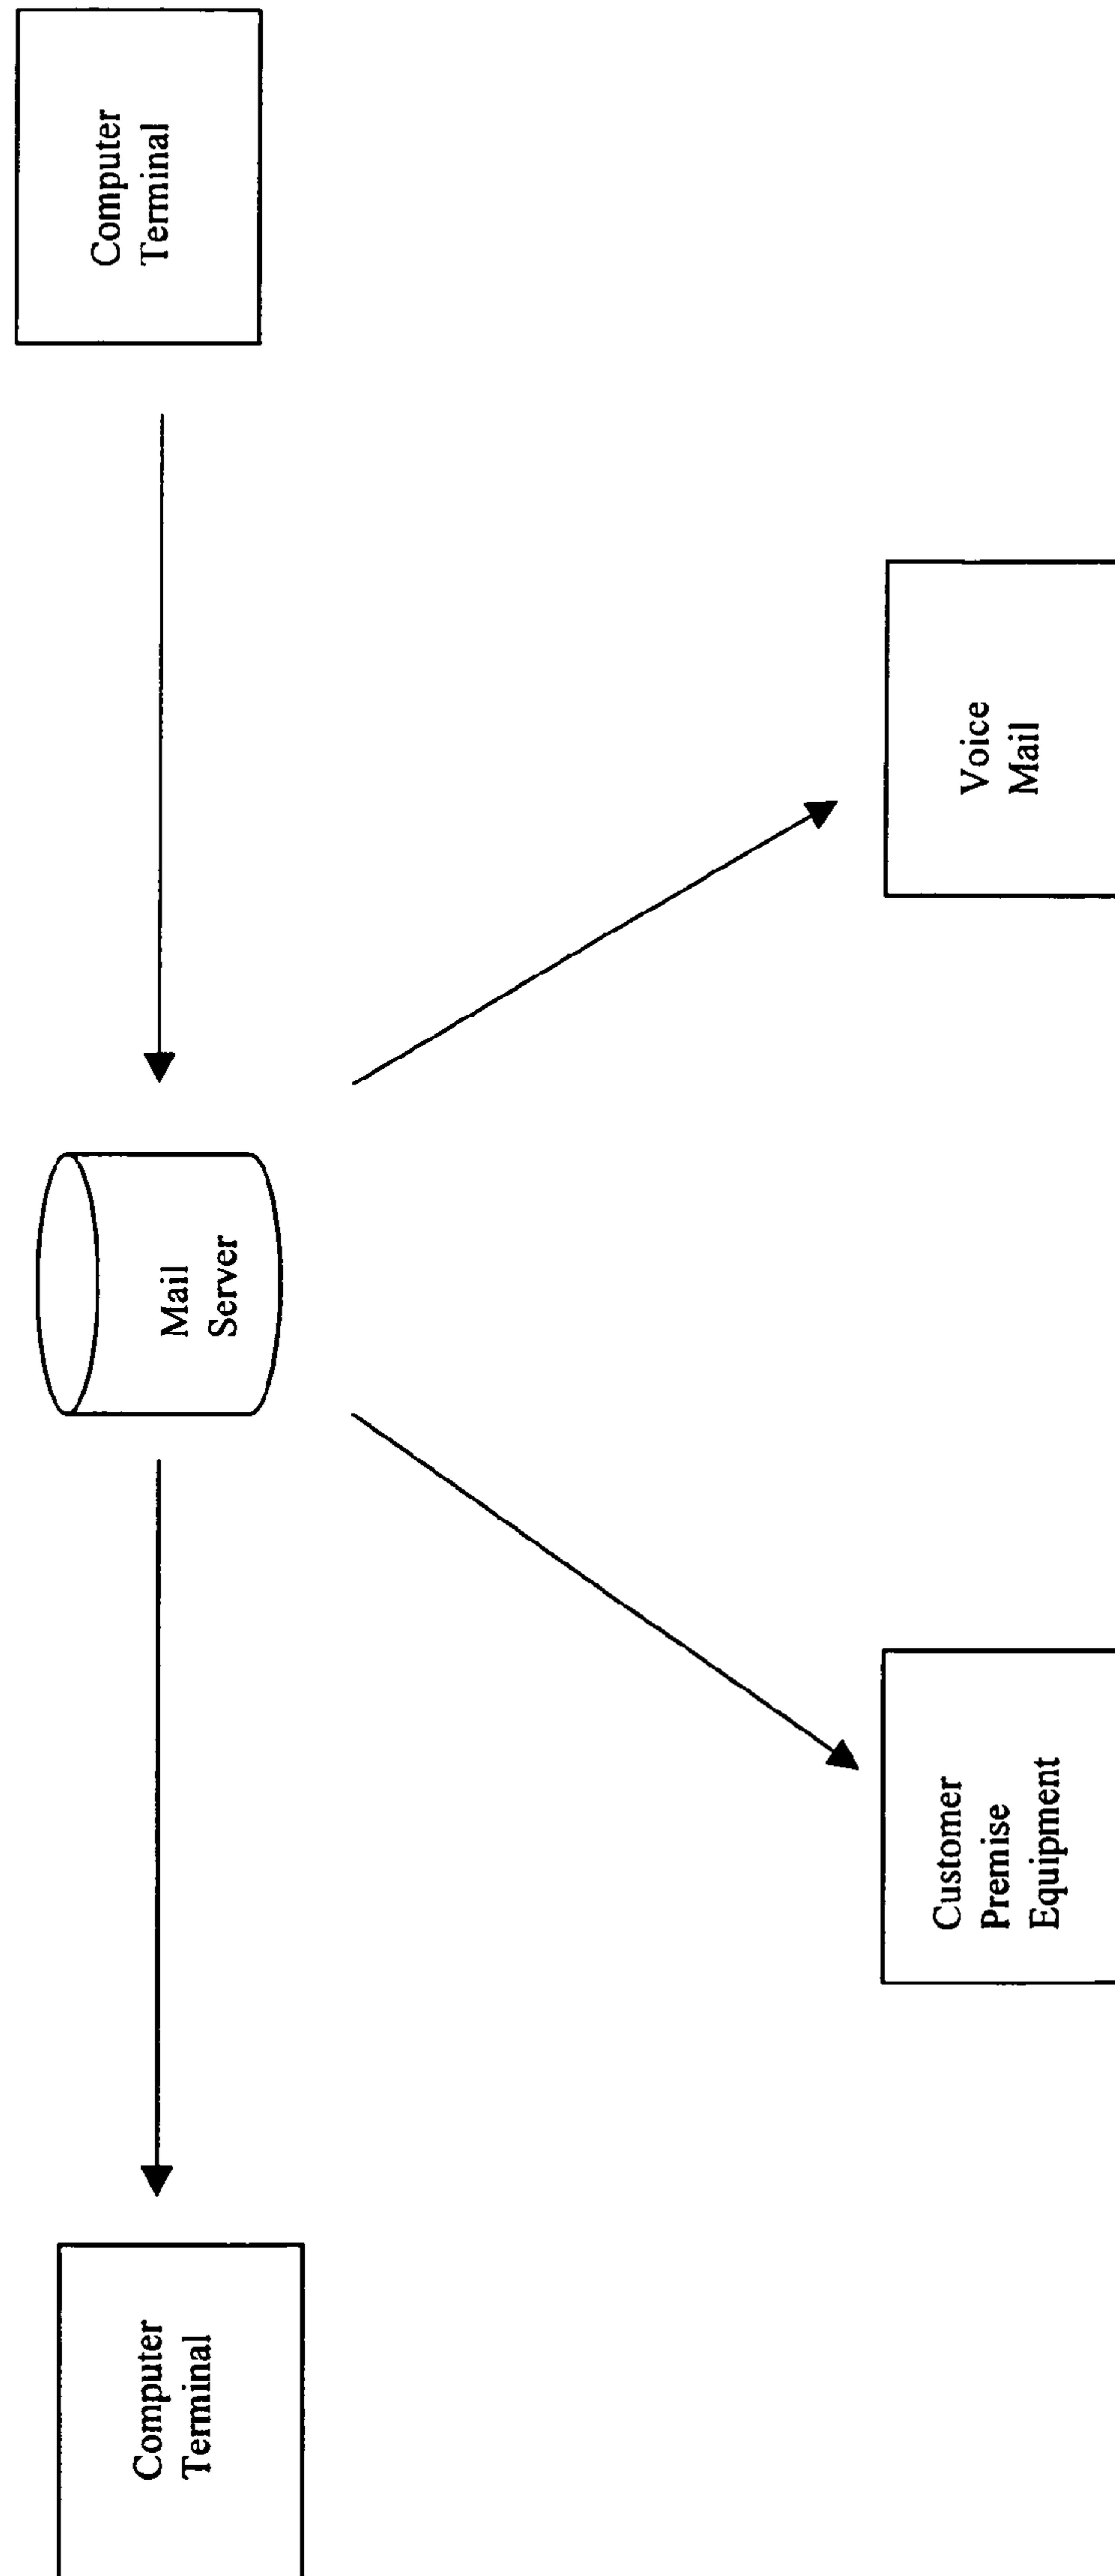 Computer
Terminal
Mail
Server
Computer
Terminal
Customer
Premise
Equipment
Voice
Mail